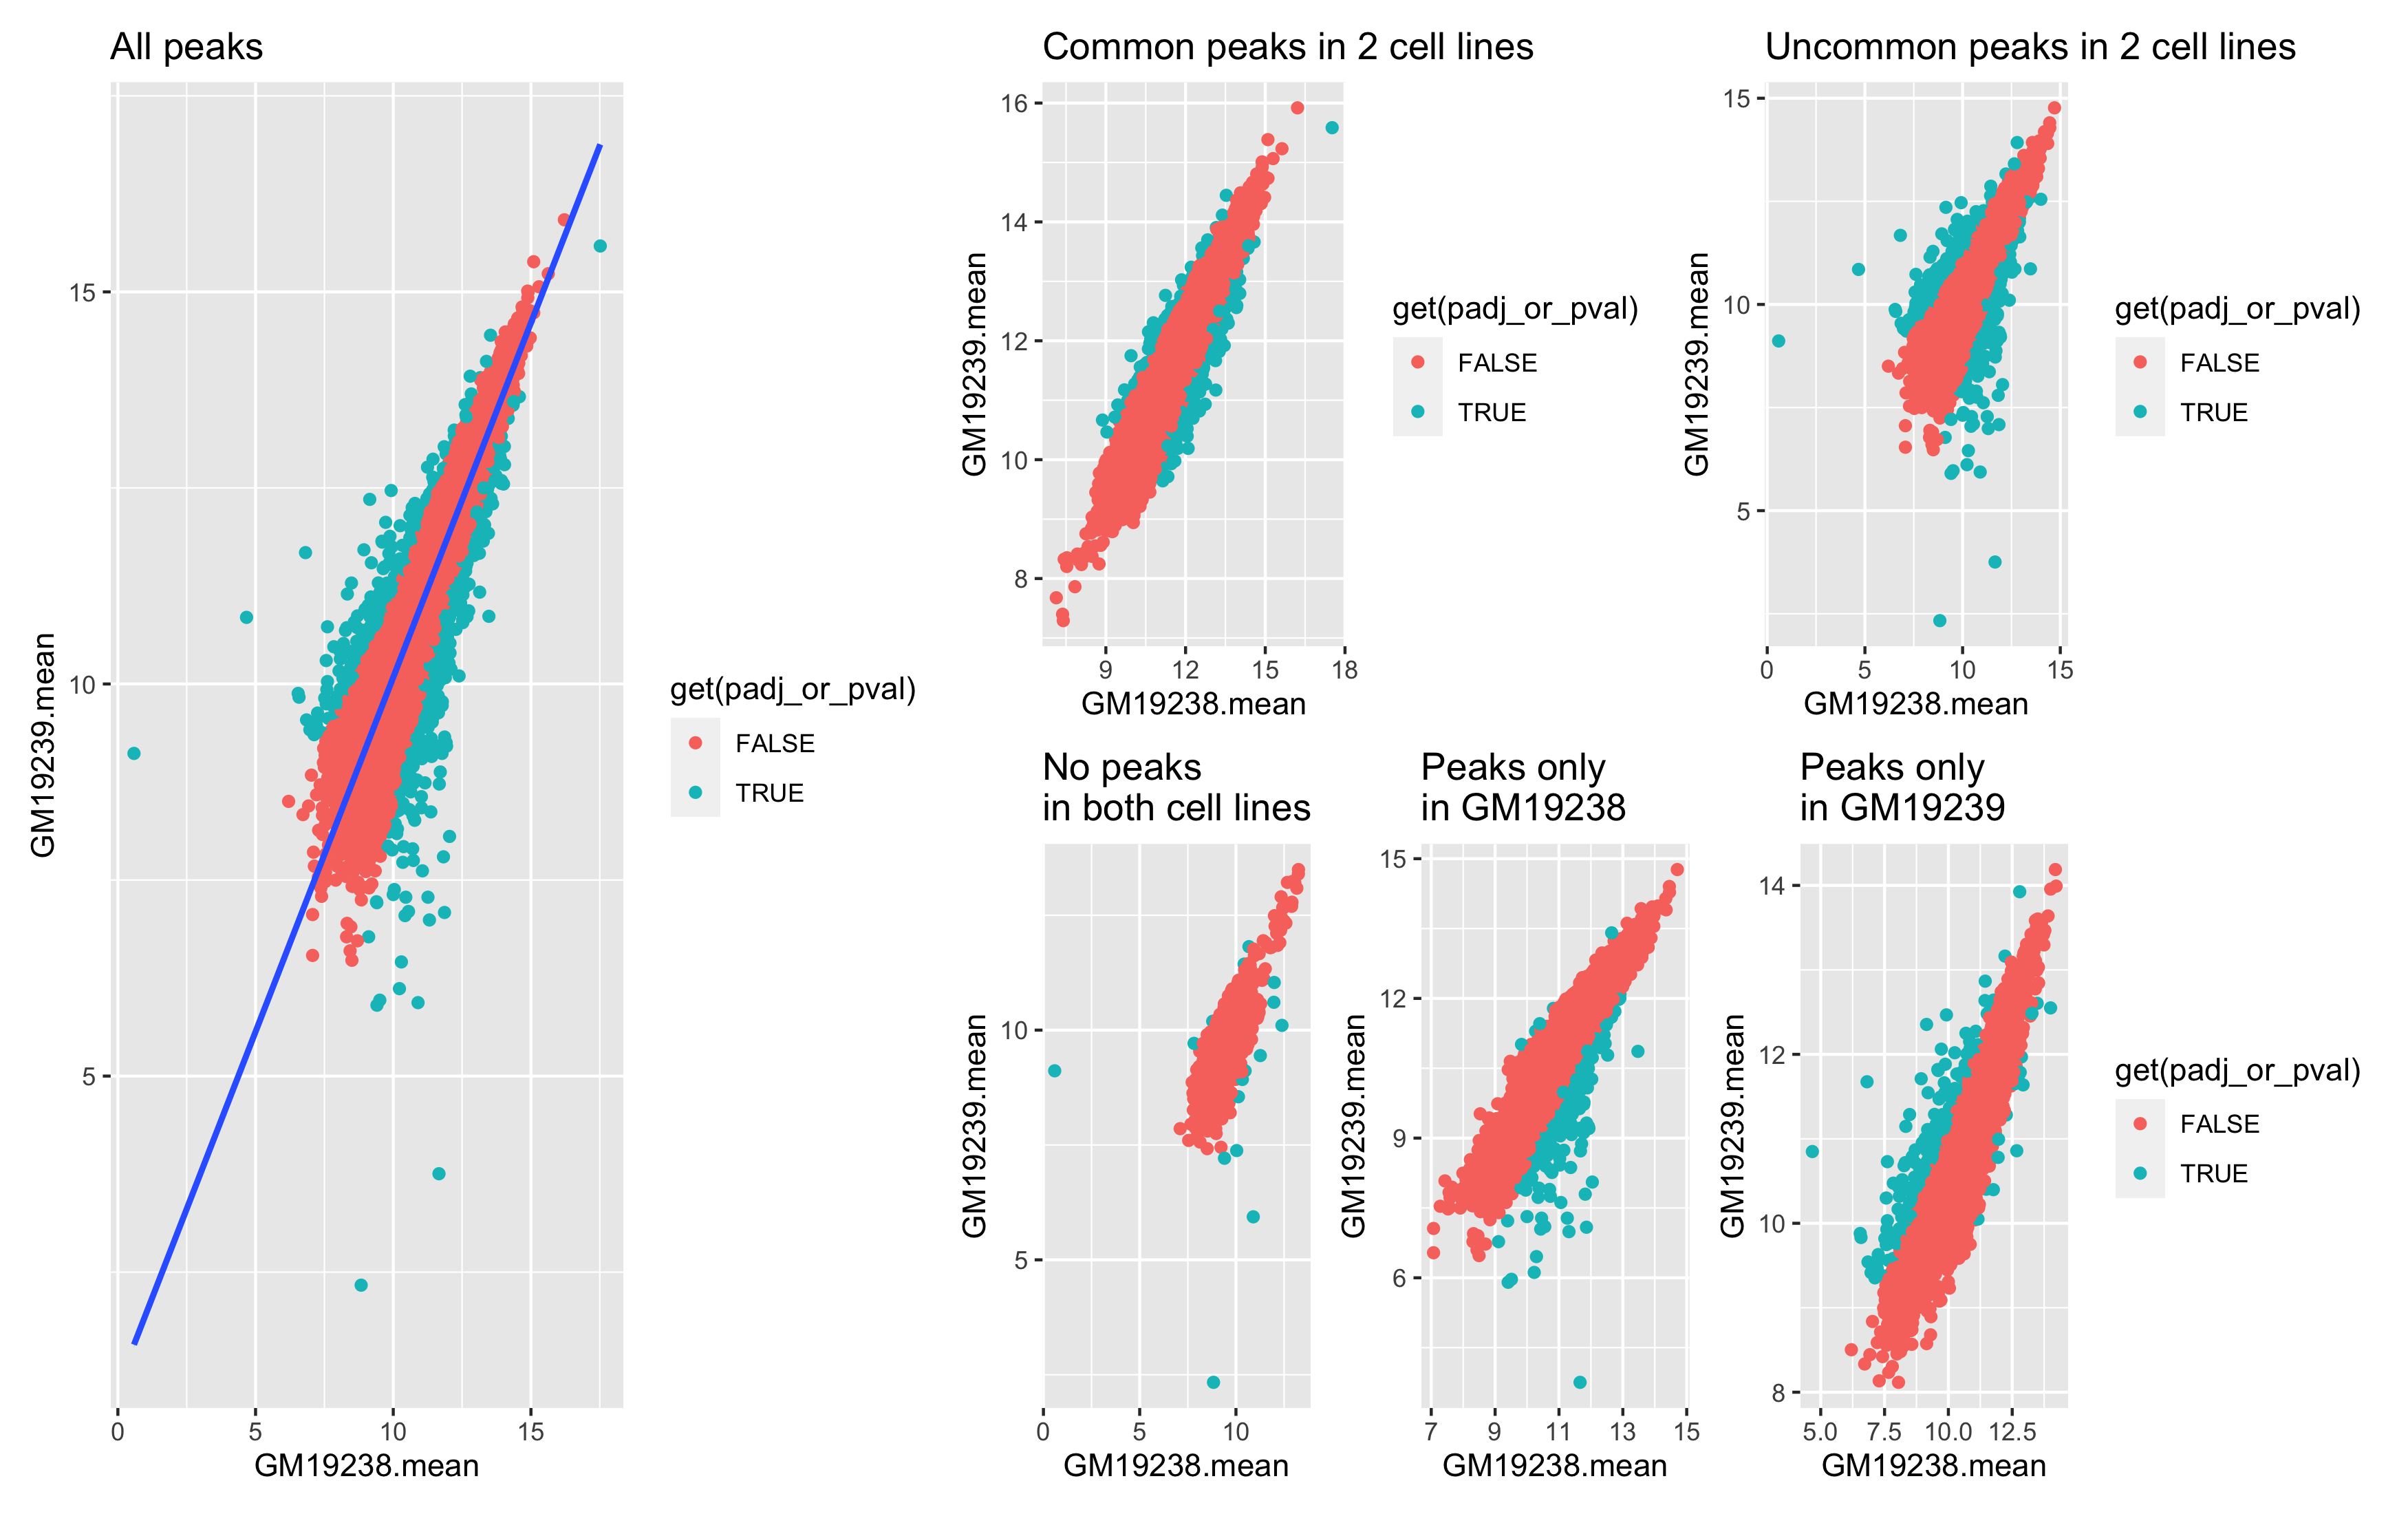 All peaks
15
10
5
0 5 10 15
GM19239.mean
GM19238.mean
get(padj_or_pval)
FALSE
TRUE
Common peaks in 2 cell lines
16
14
12
10
8
9 12 15 18
GM19239.mean
GM19238.mean
get(padj_or_pval)
FALSE
TRUE
Uncommon peaks in 2 cell lines
15
10
5
0 5 10 15
GM19239.mean
GM19238.mean
get(padj_or_pval)
FALSE
TRUE
No peaks
in both cell lines
10
5
0 5 10
GM19239.mean
GM19238.mean
Peaks only
in GM19238
15
12
9
6
7 9 11 13 15
GM19239.mean
GM19238.mean
Peaks only
in GM19239
14
12
10
8
5.0 7.5 10.0 12.5
GM19239.mean
GM19238.mean
get(padj_or_pval)
FALSE
TRUE